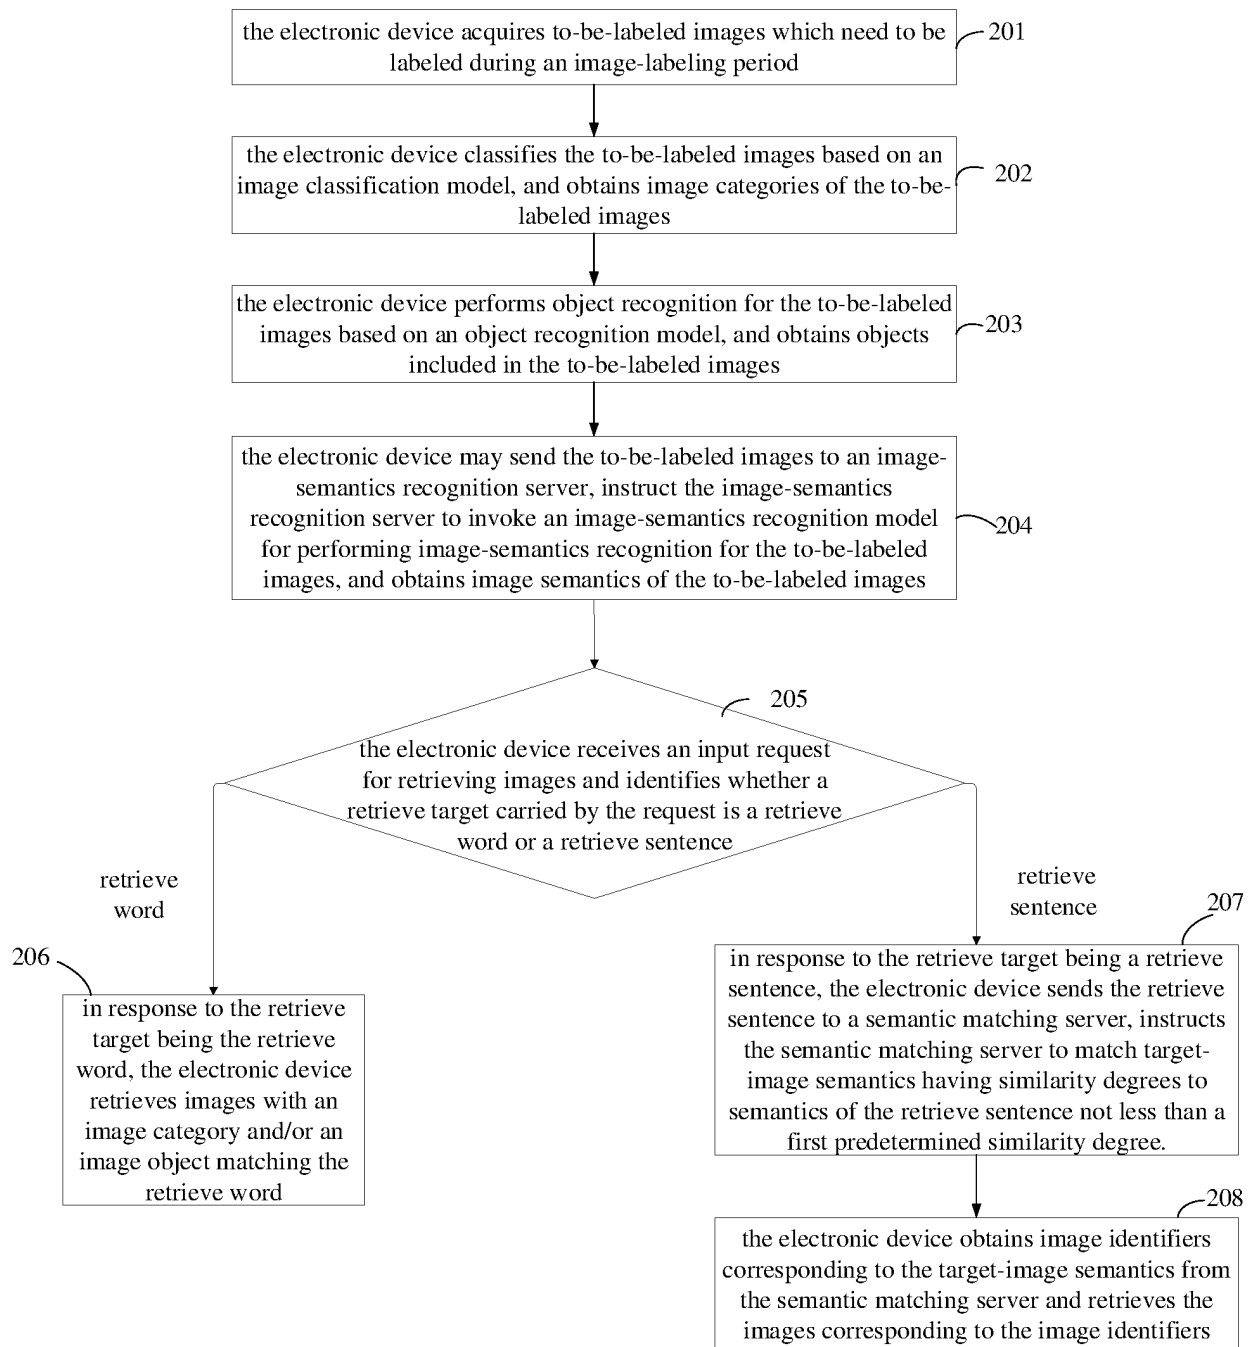 the electronic device acquires to-be-labeled images which need to be
labeled during an image-labeling period
201
the electronic device classifies the to-be-labeled images based on an
image classification model, and obtains image categories of the to-be-
labeled images
202
the electronic device performs object recognition for the to-be-labeled
images based on an object recognition model, and obtains objects
included in the to-be-labeled images
203
the electronic device may send the to-be-labeled images to an image-
semantics recognition server, instruct the image-semantics
recognition server to invoke an image-semantics recognition model
for performing image-semantics recognition for the to-be-labeled
images, and obtains image semantics of the to-be-labeled images
204
205
the electronic device receives an input request
for retrieving images and identifies whether a
retrieve target carried by the request is a retrieve
word or a retrieve sentence
retrieve
word
retrieve
sentence
206
in response to the retrieve
target being the retrieve
word, the electronic device
retrieves images with an
image category and/or an
image object matching the
retrieve word
207
in response to the retrieve target being a retrieve
sentence, the electronic device sends the retrieve
sentence to a semantic matching server, instructs
the semantic matching server to match target-
image semantics having similarity degrees to
semantics of the retrieve sentence not less than a
first predetermined similarity degree.
208
the electronic device obtains image identifiers
corresponding to the target-image semantics from
the semantic matching server and retrieves the
images corresponding to the image identifiers